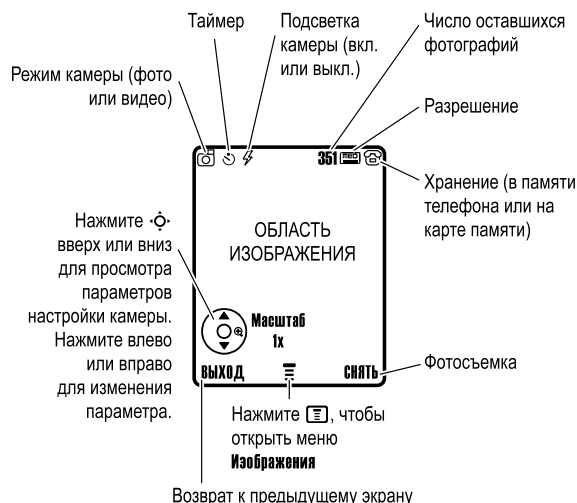 Таймер
Подсветка
камеры (вкл.
или выкл.)
Число оставшихся
фотографий
Режим камеры (фото
или видео)
Разрешение
351
MED
Хранение (в памяти
телефона или на
карте памяти)
ОБЛАСТЬ
ИЗОБРАЖЕНИЯ
Нажмите
вверх или вниз
для просмотра
параметров
настройки камеры.
Нажмите влево
или вправо
для изменения
параметра.
Масштаб
1x
ВЫХОД
СНЯТЬ
Фотосъемка
Нажмите , чтобы
открыть меню
Изображения
Возврат к предыдущему экрану